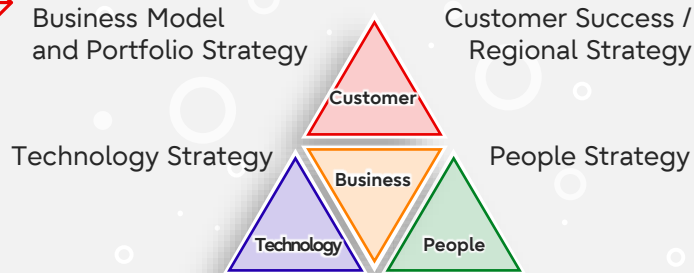 Business Model
and Portfolio Strategy
Customer Success /
Regional Strategy
Customer
Technology Strategy
People Strategy
Business
Technology
People